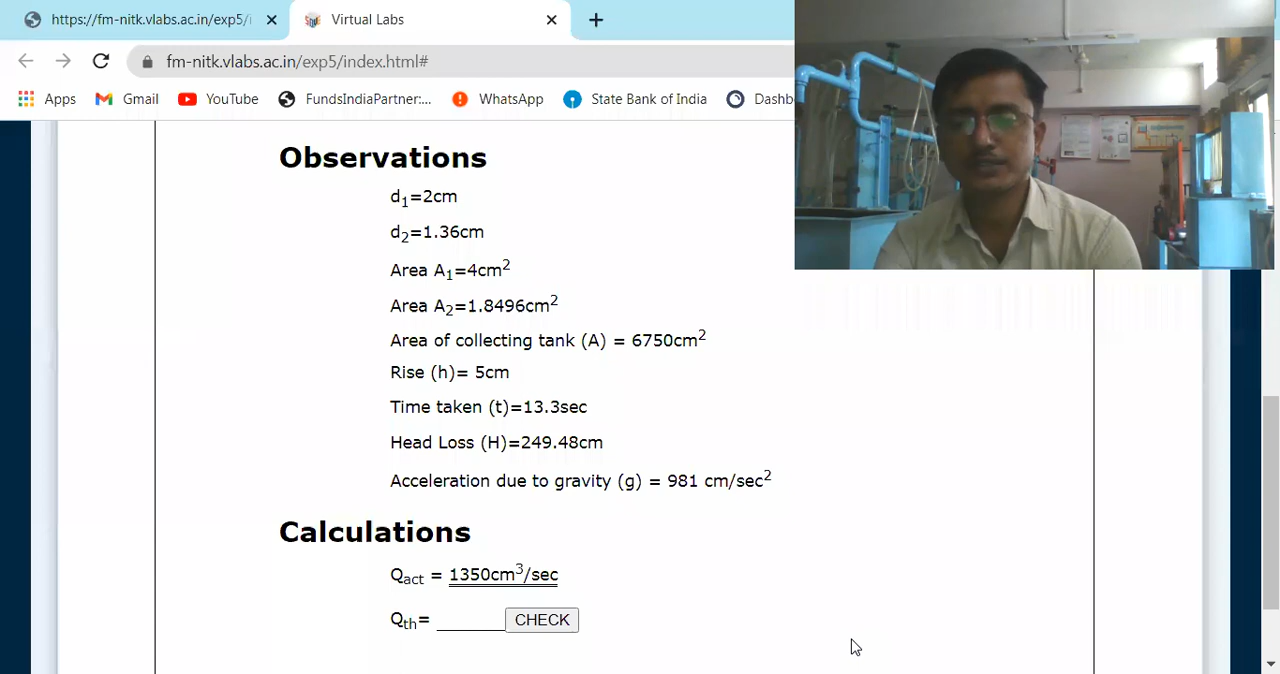 https://fm-nitk.vlabs.ac.in/exp5/
Virtual Labs
fm-nitk.vlabs.ac.in/exp5/index.html#
Apps Gmail YouTube FundsIndiaPartner:... WhatsApp State Bank of India Dashb
Observations
d₁=2cm
d₂=1.36cm
Area A₁=4cm²
Area A₂=1.8496cm²
Area of collecting tank (A) = 6750cm²
Rise (h)= 5cm
Time taken (t)=13.3sec
Head Loss (H)=249.48cm
Acceleration due to gravity (g) = 981 cm/sec²
Calculations
Qact = 1350cm³/sec
Qth= CHECK